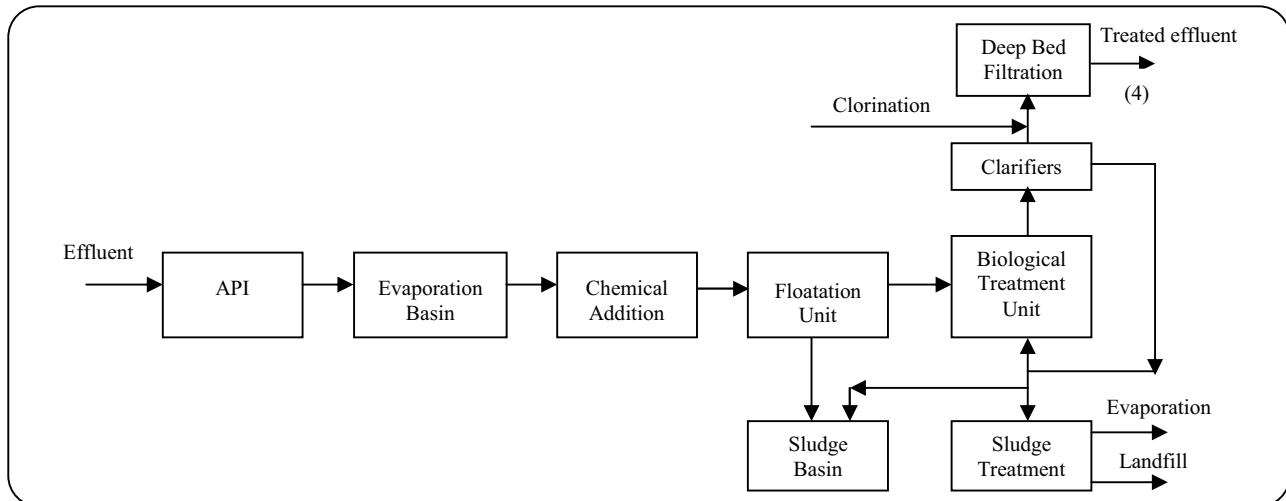 Deep Bed
Filtration
Treated effluent
(4)
Clorination
Clarifiers
Effluent
API
Evaporation
Basin
Chemical
Addition
Floatation
Unit
Biological
Treatment
Unit
Sludge
Basin
Sludge
Treatment
Evaporation
Landfill